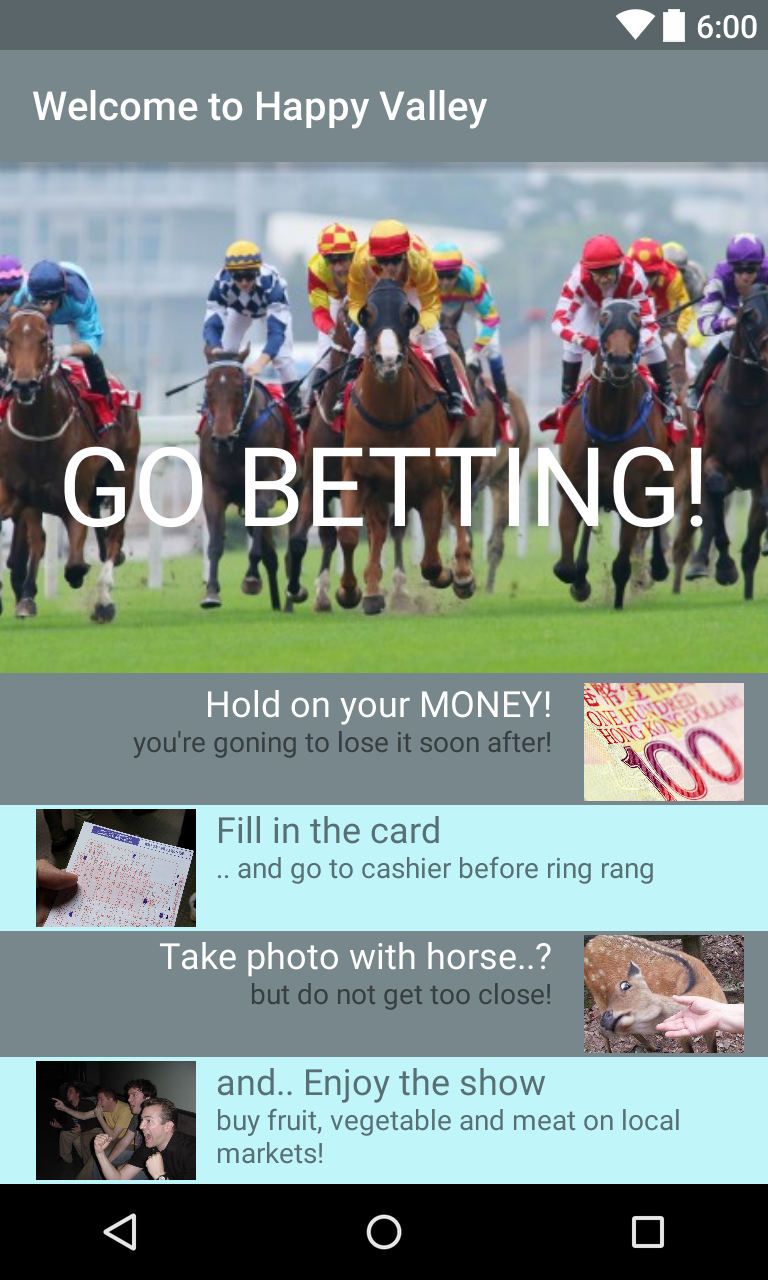 6:00
Welcome to Happy Valley
GO BETTING!
Hold on your MONEY!
you're goning to lose it soon after!
ONE HUNDRED
HONG KONG DOLLARS
100
Fill in the card
.. and go to cashier before ring rang
Take photo with horse..?
but do not get too close!
and.. Enjoy the show
buy fruit, vegetable and meat on local
markets!